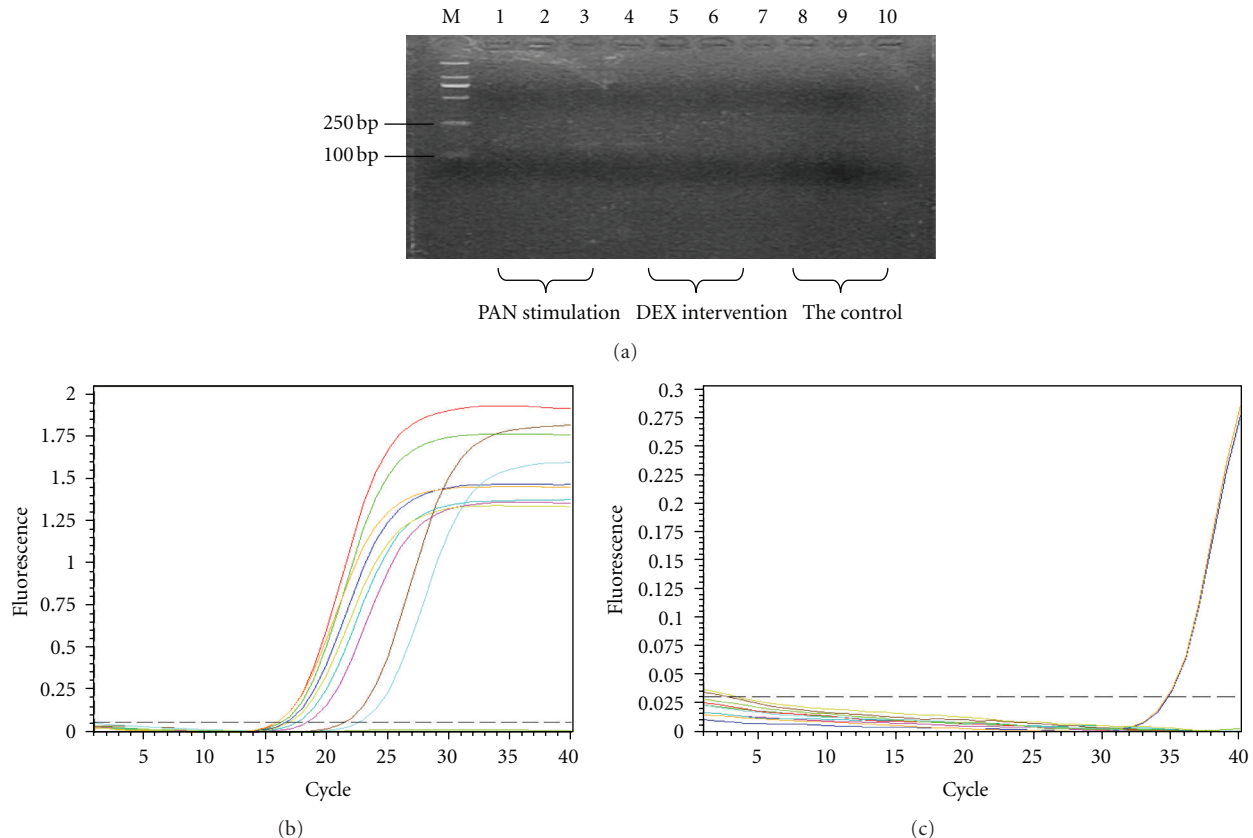 M 1 2 3 4 5 6 7 8 9 10
250 bp
100 bp
PAN stimulation DEX intervention The control
(a)
2
1.75
1.5
1.25
1
0.75
0.5
0.25
0
Fluorescence
5 10 15 20 25 30 35 40
Cycle
(b)
0.3
0.275
0.25
0.225
0.2
0.175
0.15
0.125
0.1
0.075
0.05
0.025
0
Fluorescence
5 10 15 20 25 30 35 40
Cycle
(c)